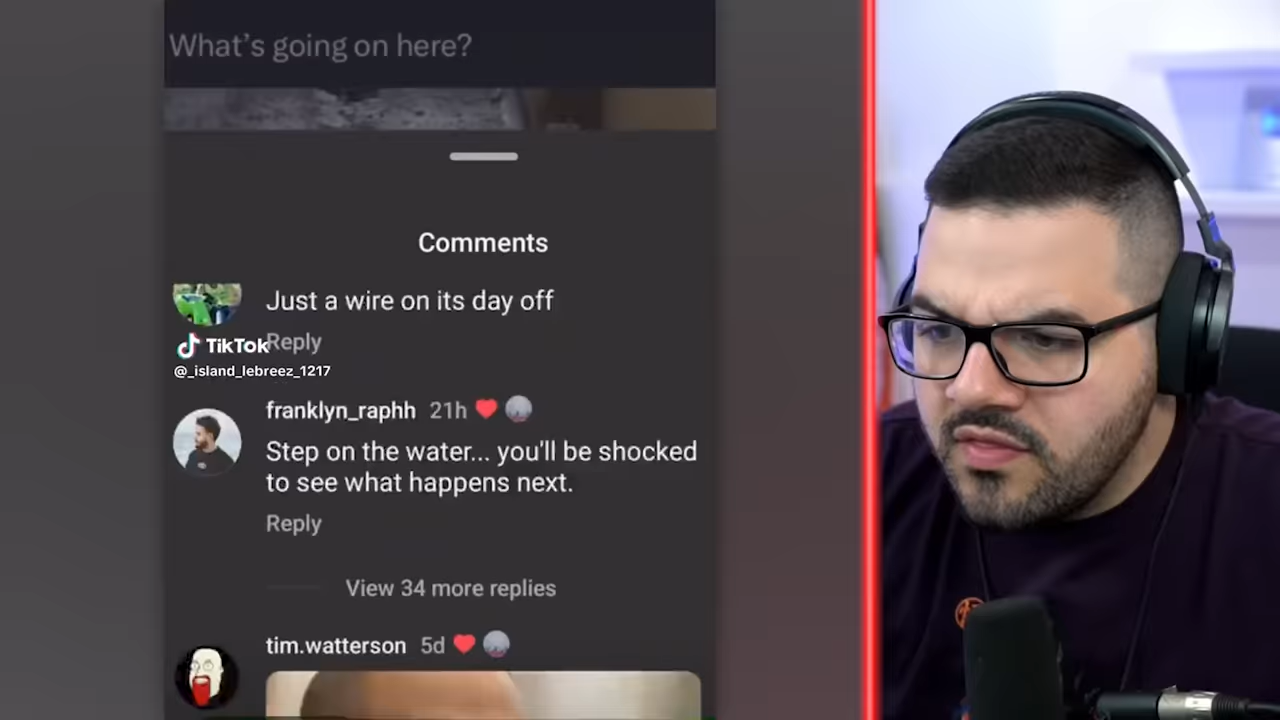 What's going on here?
Comments
Just a wire on its day off
Reply
TikTok
@_island_lebreez_1217
franklyn_raphh 21h
Step on the water... you'll be shocked
to see what happens next.
Reply
View 34 more replies
tim.watterson 5d